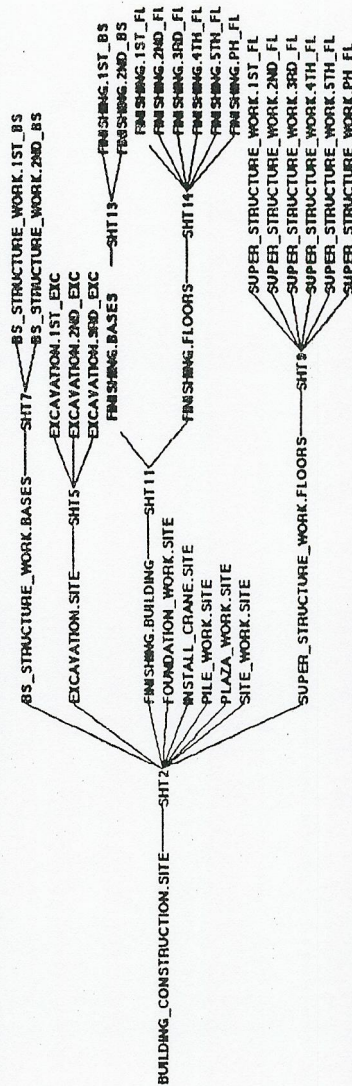 BUILDING_CONSTRUCTION.SITE
SHT2
BS_STRUCTURE_WORK.BASES
SHT7
BS_STRUCTURE_WORK.1ST_BS
BS_STRUCTURE_WORK.2ND_BS
EXCAVATION.SITE
SHT5
EXCAVATION.1ST_EXC
EXCAVATION.2ND_EXC
EXCAVATION.3RD_EXC
FINISHING.BUILDING
SHT11
FINISHING.BASES
SHT13
FINISHING.1ST_BS
FINISHING.2ND_BS
FINISHING.FLOORS
SHT14
FINISHING.1ST_FL
FINISHING.2ND_FL
FINISHING.3RD_FL
FINISHING.4TH_FL
FINISHING.5TH_FL
FINISHING.PH_FL
FOUNDATION_WORK.SITE
INSTALL_CRANE.SITE
PILE_WORK.SITE
PLAZA_WORK.SITE
SITE_WORK.SITE
SUPER_STRUCTURE_WORK.FLOORS
SHT9
SUPER_STRUCTURE_WORK.1ST_FL
SUPER_STRUCTURE_WORK.2ND_FL
SUPER_STRUCTURE_WORK.3RD_FL
SUPER_STRUCTURE_WORK.4TH_FL
SUPER_STRUCTURE_WORK.5TH_FL
SUPER_STRUCTURE_WORK.PH_FL